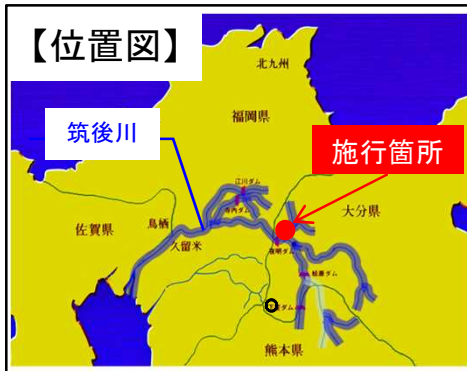 【位置図】
北九州
福岡県
筑後川
施行箇所
江川ダム
寺内ダム
大分県
佐賀県
鳥栖
久留米
夜明ダム
松原ダム
ダム
熊本県